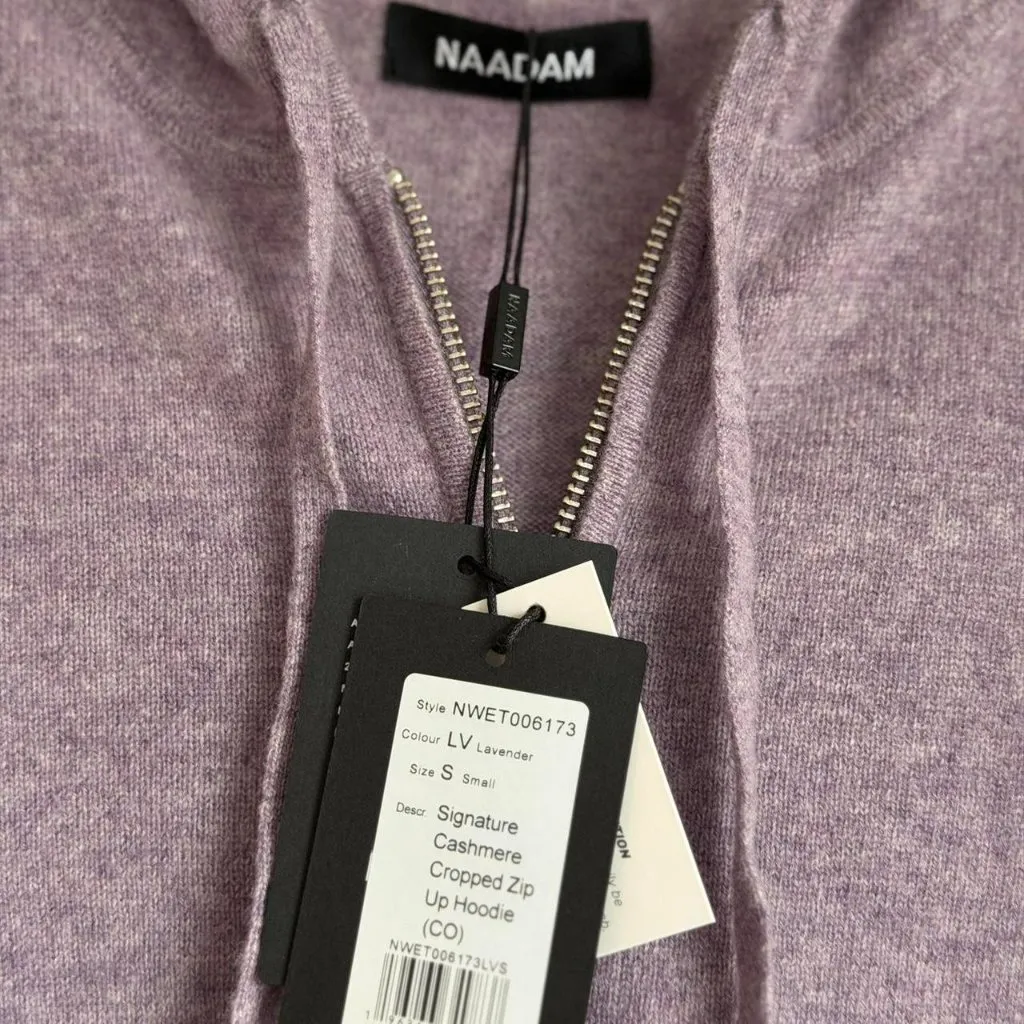 NAADAM
NAADAM
Style NWET006173
Colour LV Lavender
Size S Small
Descr. Signature
Cashmere
Cropped Zip
Up Hoodie
(CO)
NWET006173LVS